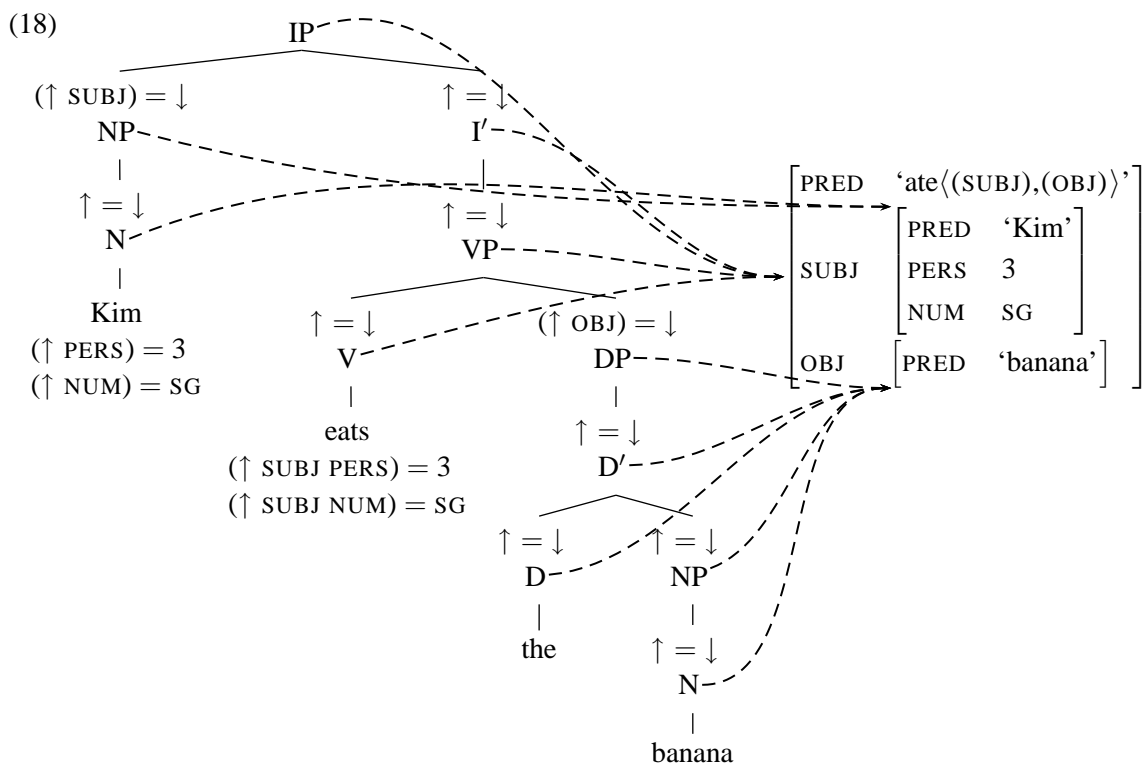 (18)
IP
(↑ SUBJ) = ↓ ↑ = ↓
NP I′
↑ = ↓ ↑ = ↓
N VP
Kim ↑ = ↓ (↑ OBJ) = ↓
(↑ PERS) = 3 V DP
(↑ NUM) = SG
eats ↑ = ↓
(↑ SUBJ PERS) = 3 D′
(↑ SUBJ NUM) = SG
↑ = ↓ ↑ = ↓
D NP
the ↑ = ↓
N
banana
PRED ‘ate⟨(SUBJ),(OBJ)⟩’
PRED ‘Kim’
SUBJ PERS 3
NUM SG
OBJ PRED ‘banana’